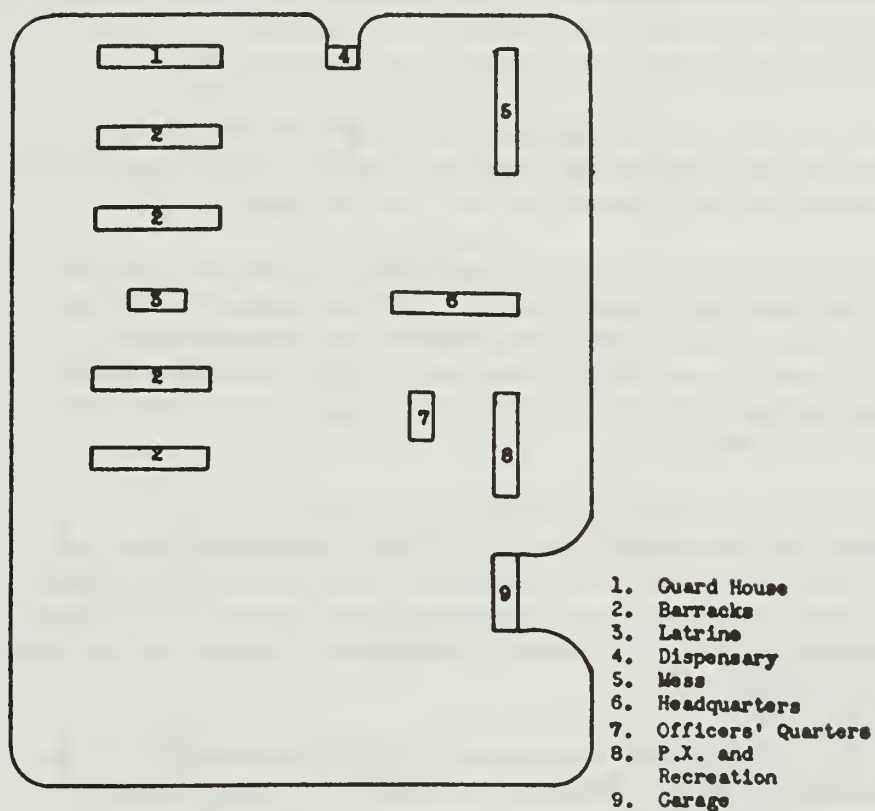 1
4
5
2
2
3
6
2
7
2
8
9
1. Guard House
2. Barracks
3. Latrine
4. Dispensary
5. Mess
6. Headquarters
7. Officers' Quarters
8. P.X. and
Recreation
9. Garage